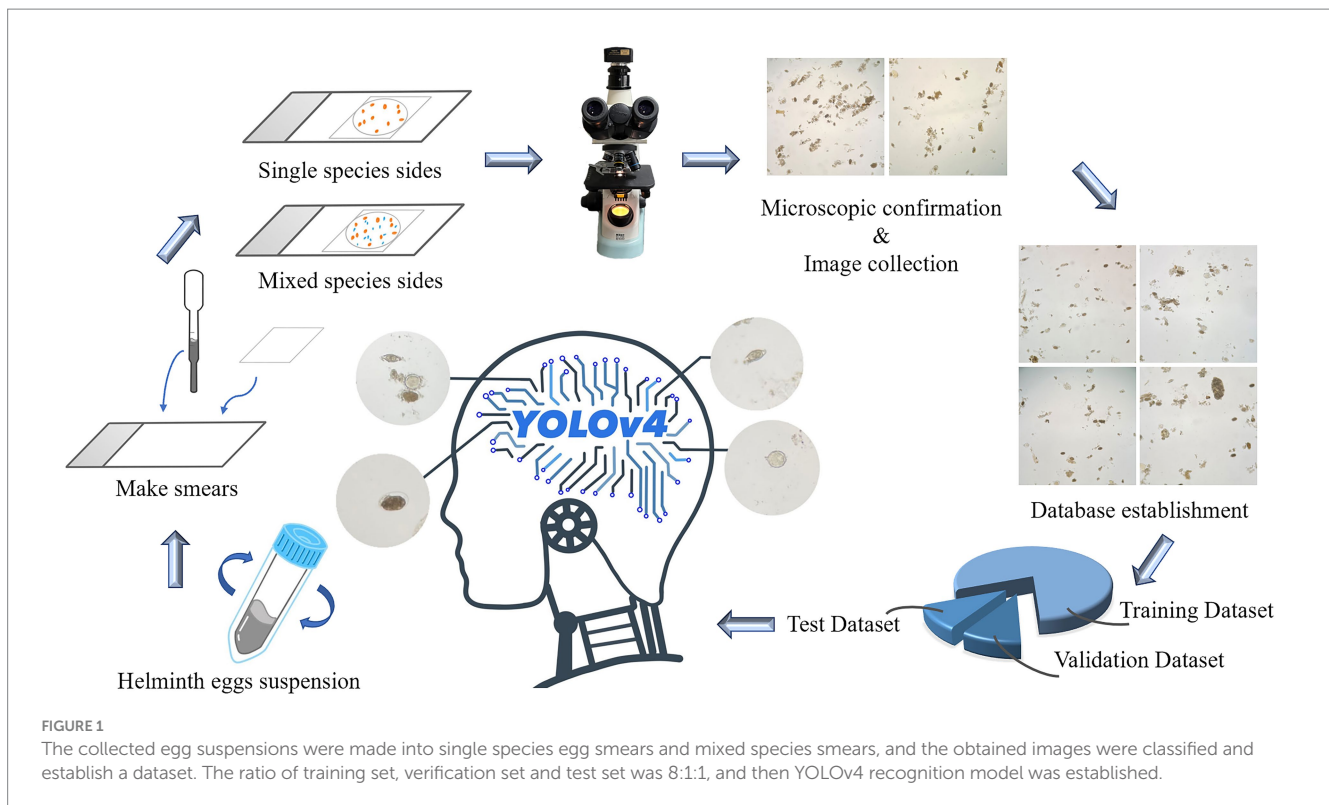 Single species sides
Mixed species sides
Make smears
Helminth eggs suspension
Microscopic confirmation
&
Image collection
Database establishment
Training Dataset
Validation Dataset
Test Dataset
YOLOv4
FIGURE 1
The collected egg suspensions were made into single species egg smears and mixed species smears, and the obtained images were classified and
establish a dataset. The ratio of training set, verification set and test set was 8:1:1, and then YOLOv4 recognition model was established.